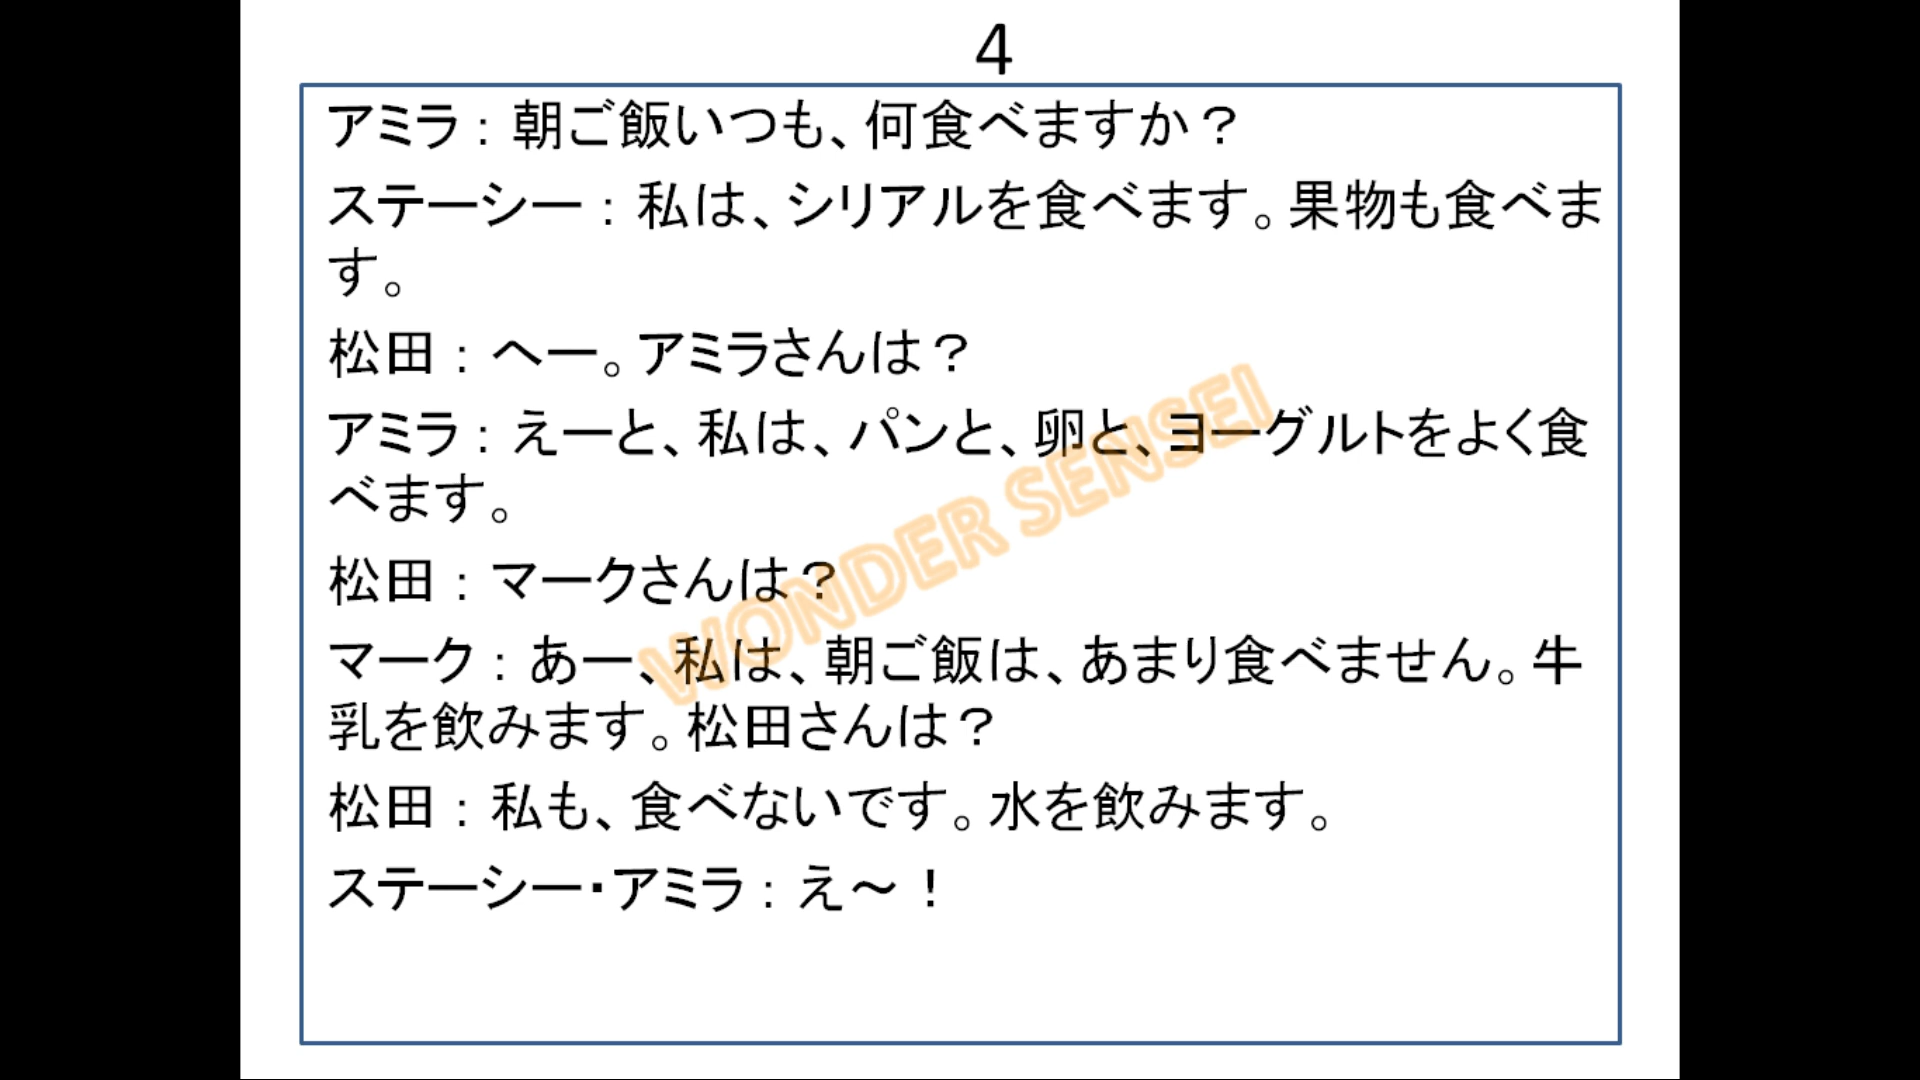 4
アミラ：朝ご飯いつも、何食べますか？
ステーシー：私は、シリアルを食べます。果物も食べま
す。
松田：へー。アミラさんは？
アミラ：えーと、私は、パンと、卵と、ヨーグルトをよく食
べます。
松田：マークさんは？
マーク：あー、私は、朝ご飯は、あまり食べません。牛
乳を飲みます。松田さんは？
松田：私も、食べないです。水を飲みます。
ステーシー・アミラ：え～！
WONDER SENSEI